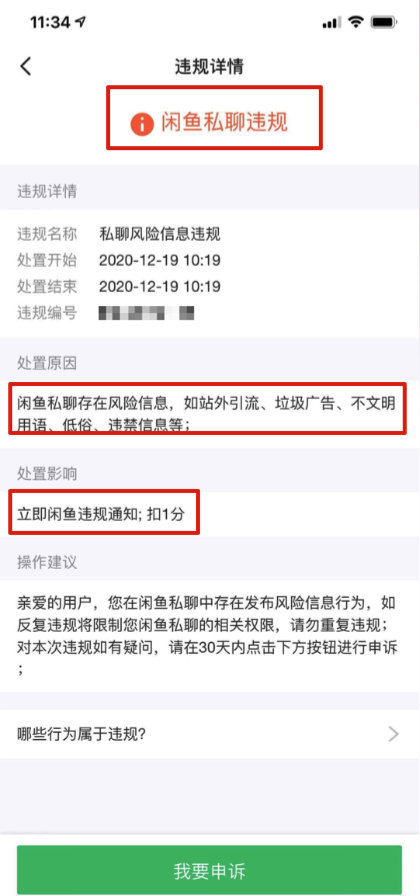 11:34
违规详情
闲鱼私聊违规
违规详情
违规名称 私聊风险信息违规
处置开始 2020-12-19 10:19
处置结束 2020-12-19 10:19
违规编号
处置原因
闲鱼私聊存在风险信息，如站外引流、垃圾广告、不文明
用语、低俗、违禁信息等；
处置影响
立即闲鱼违规通知; 扣1分
操作建议
亲爱的用户，您在闲鱼私聊中存在发布风险信息行为，如
反复违规将限制您闲鱼私聊的相关权限，请勿重复违规；
对本次违规如有疑问，请在30天内点击下方按钮进行申诉
；
哪些行为属于违规?
我要申诉